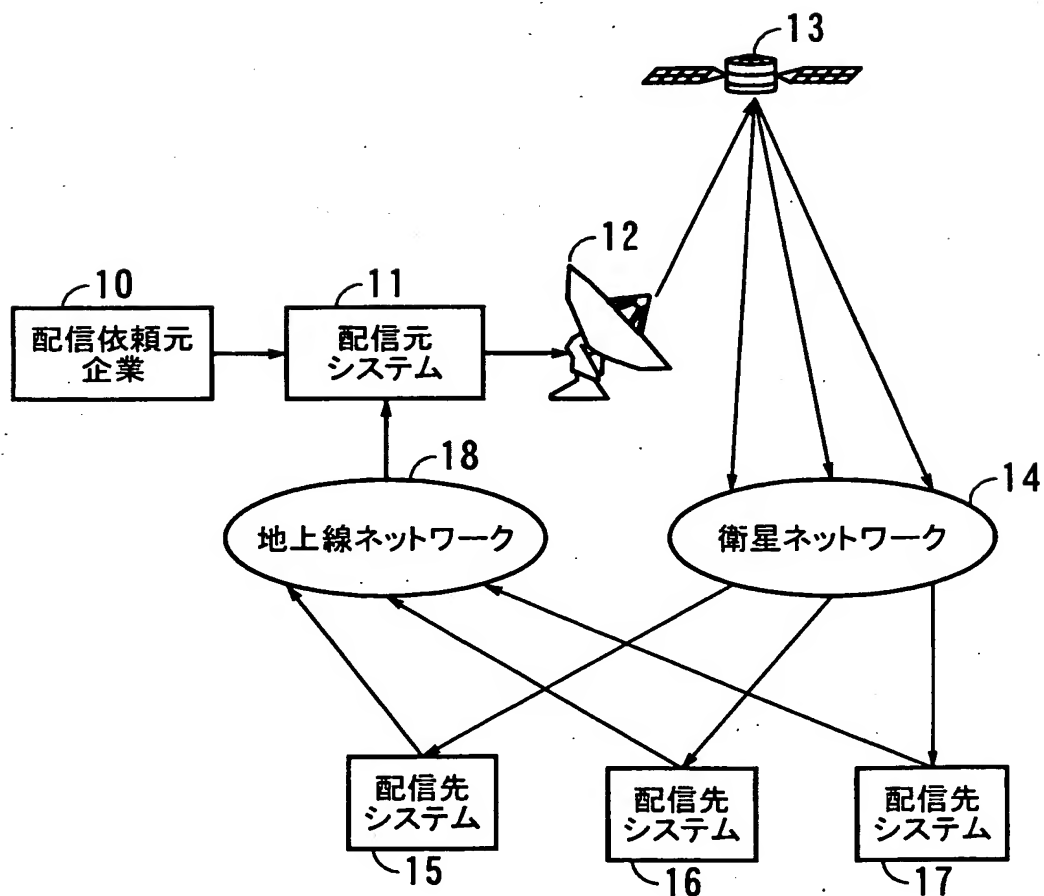 13
12
10
11
配信依頼元
企業
配信元
システム
18
14
地上線ネットワーク
衛星ネットワーク
配信先
システム
配信先
システム
配信先
システム
15
16
17